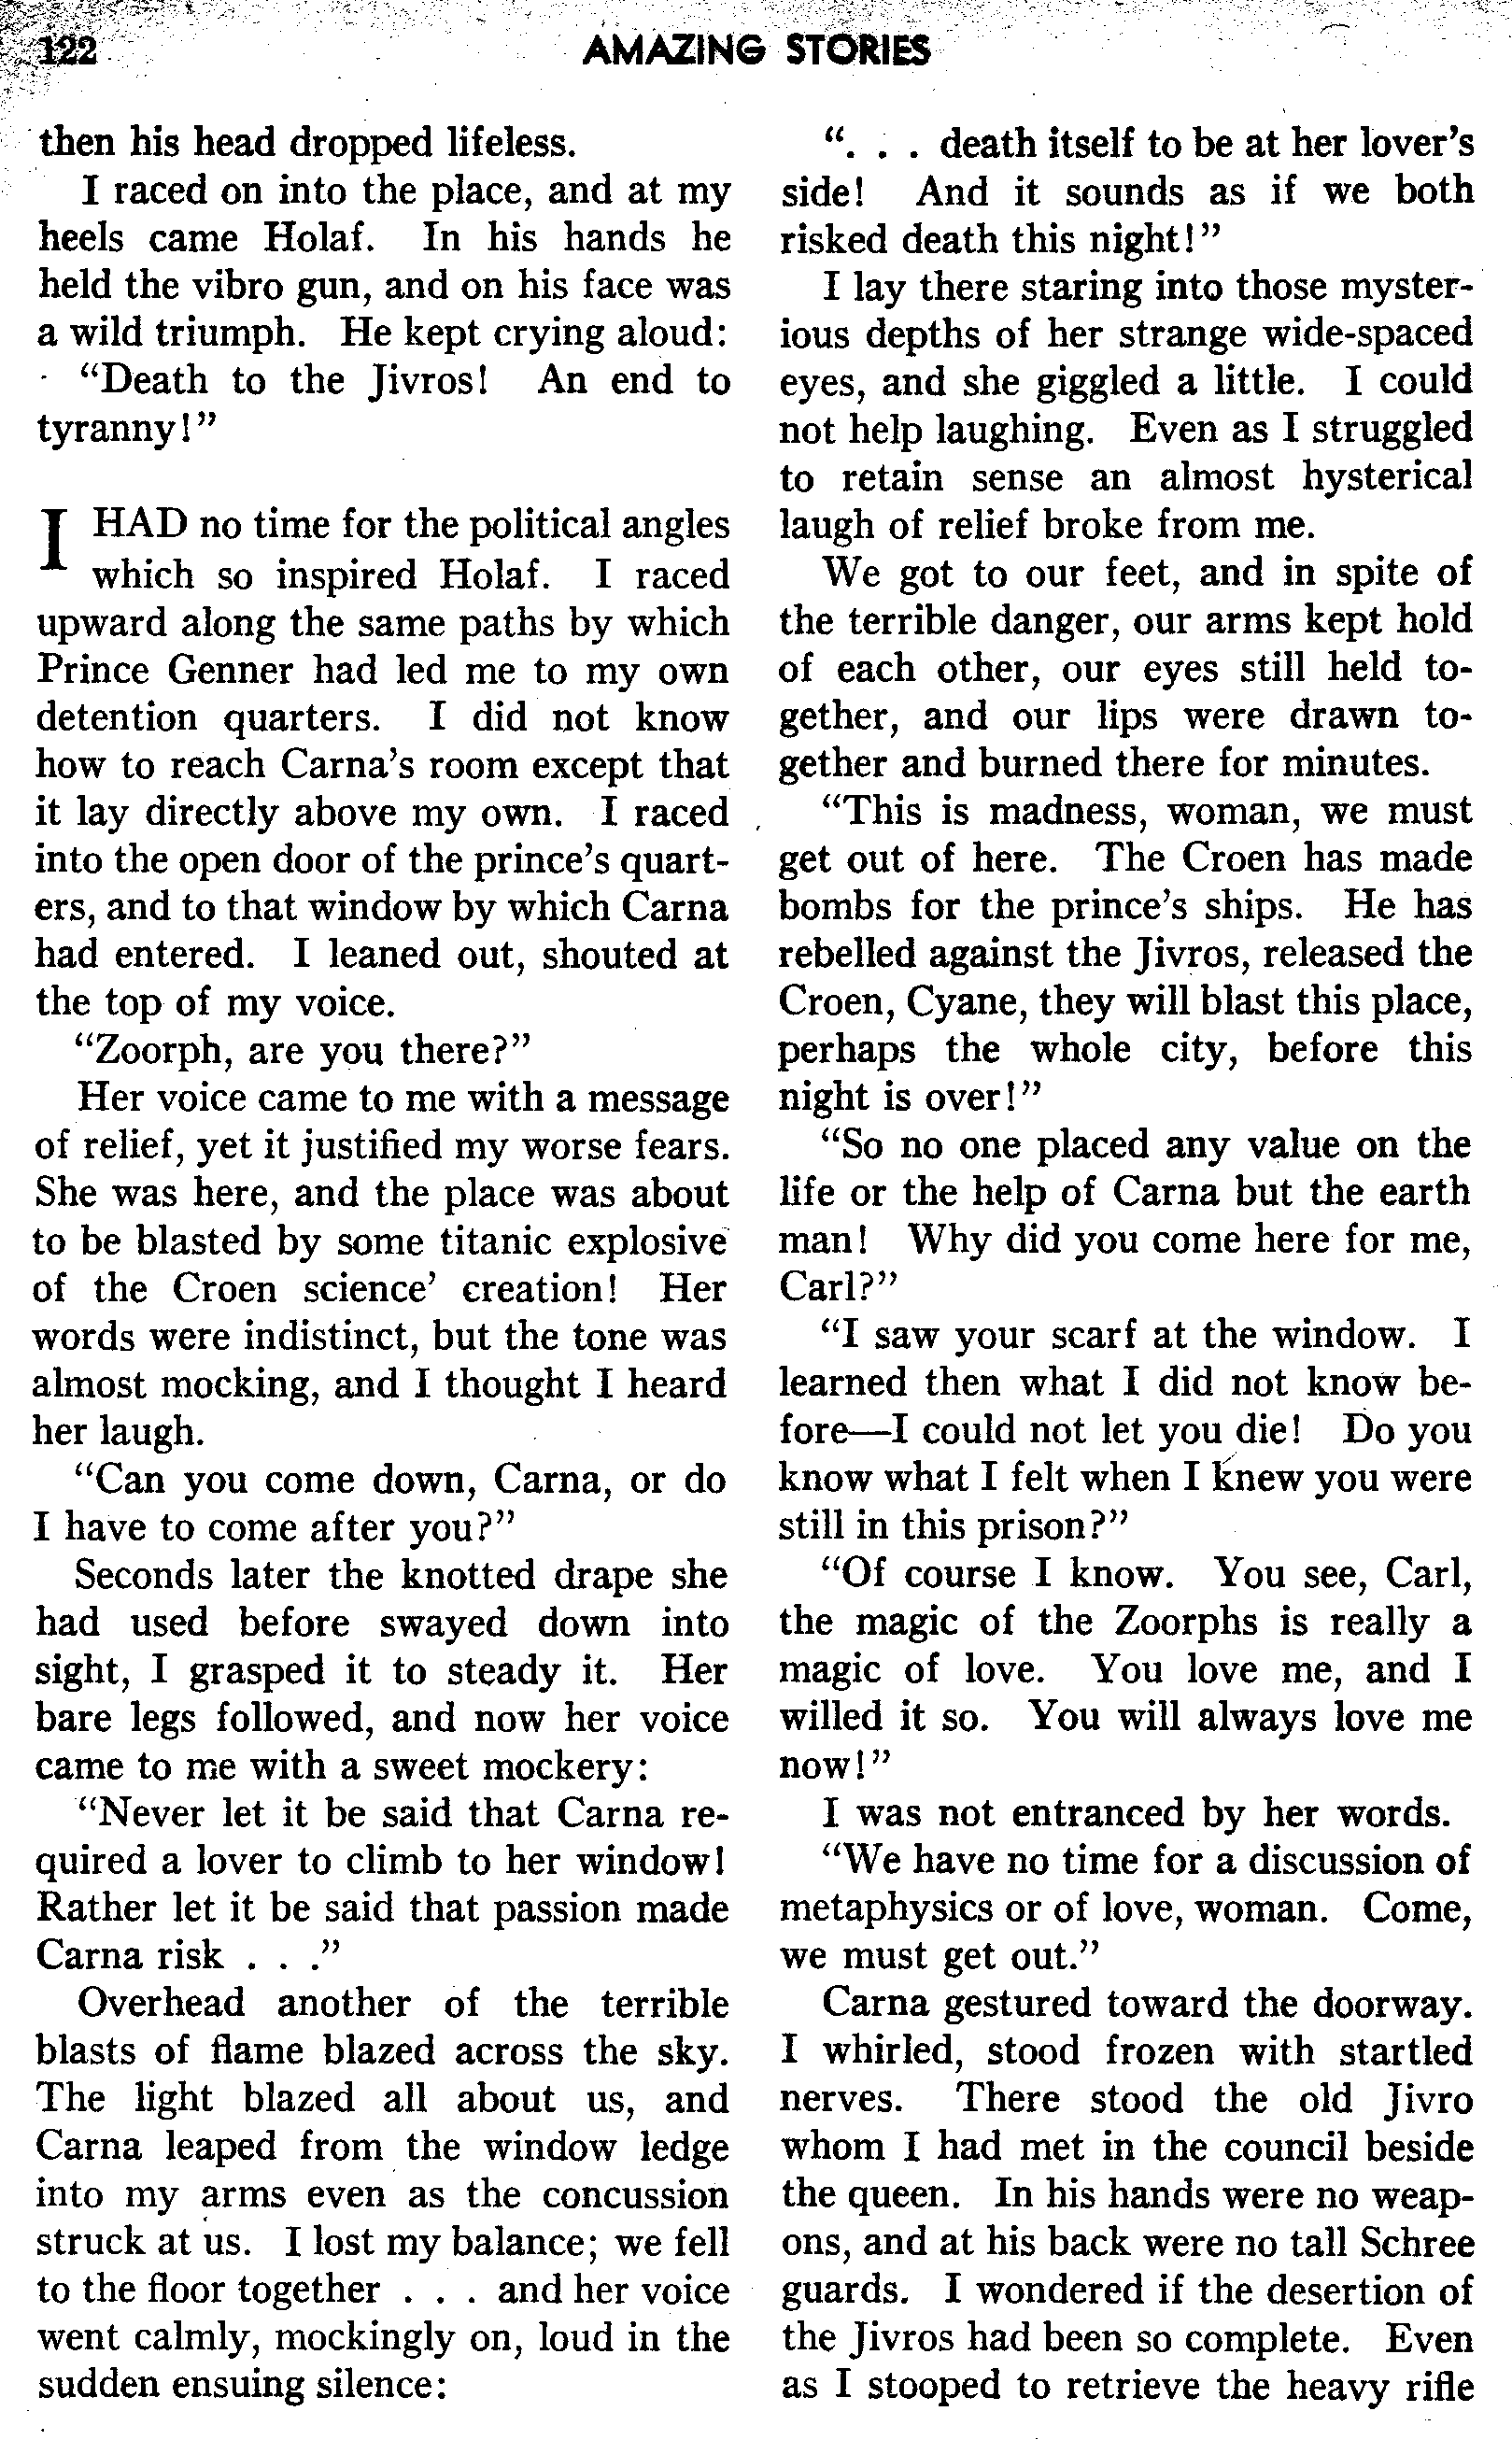 122
AMAZING STORIES
then his head dropped lifeless.
I raced on into the place, and at my
heels came Holaf. In his hands he
held the vibro gun, and on his face was
a wild triumph. He kept crying aloud:
"Death to the Jivros! An end to
tyranny!"
I HAD no time for the political angles
which so inspired Holaf. I raced
upward along the same paths by which
Prince Genner had led me to my own
detention quarters. I did not know
how to reach Carna's room except that
it lay directly above my own. I raced
into the open door of the prince's quart-
ers, and to that window by which Carna
had entered. I leaned out, shouted at
the top of my voice.
"Zoorph, are you there?"
Her voice came to me with a message
of relief, yet it justified my worse fears.
She was here, and the place was about
to be blasted by some titanic explosive
of the Croen science' creation! Her
words were indistinct, but the tone was
almost mocking, and I thought I heard
her laugh.
"Can you come down, Carna, or do
I have to come after you?"
Seconds later the knotted drape she
had used before swayed down into
sight, I grasped it to steady it. Her
bare legs followed, and now her voice
came to me with a sweet mockery:
"Never let it be said that Carna re-
quired a lover to climb to her window!
Rather let it be said that passion made
Carna risk . . ."
Overhead another of the terrible
blasts of flame blazed across the sky.
The light blazed all about us, and
Carna leaped from the window ledge
into my arms even as the concussion
struck at us. I lost my balance; we fell
to the floor together . . . and her voice
went calmly, mockingly on, loud in the
sudden ensuing silence:
". . . death itself to be at her lover's
side! And it sounds as if we both
risked death this night!"
I lay there staring into those myster-
ious depths of her strange wide-spaced
eyes, and she giggled a little. I could
not help laughing. Even as I struggled
to retain sense an almost hysterical
laugh of relief broke from me.
We got to our feet, and in spite of
the terrible danger, our arms kept hold
of each other, our eyes still held to-
gether, and our lips were drawn to-
gether and burned there for minutes.
"This is madness, woman, we must
get out of here. The Croen has made
bombs for the prince's ships. He has
rebelled against the Jivros, released the
Croen, Cyane, they will blast this place,
perhaps the whole city, before this
night is over!"
"So no one placed any value on the
life or the help of Carna but the earth
man! Why did you come here for me,
Carl?"
"I saw your scarf at the window. I
learned then what I did not know be-
fore—I could not let you die! Do you
know what I felt when I knew you were
still in this prison?"
"Of course I know. You see, Carl,
the magic of the Zoorphs is really a
magic of love. You love me, and I
willed it so. You will always love me
now!"
I was not entranced by her words.
"We have no time for a discussion of
metaphysics or of love, woman. Come,
we must get out."
Carna gestured toward the doorway.
I whirled, stood frozen with startled
nerves. There stood the old Jivro
whom I had met in the council beside
the queen. In his hands were no weap-
ons, and at his back were no tall Schree
guards. I wondered if the desertion of
the Jivros had been so complete. Even
as I stooped to retrieve the heavy rifle